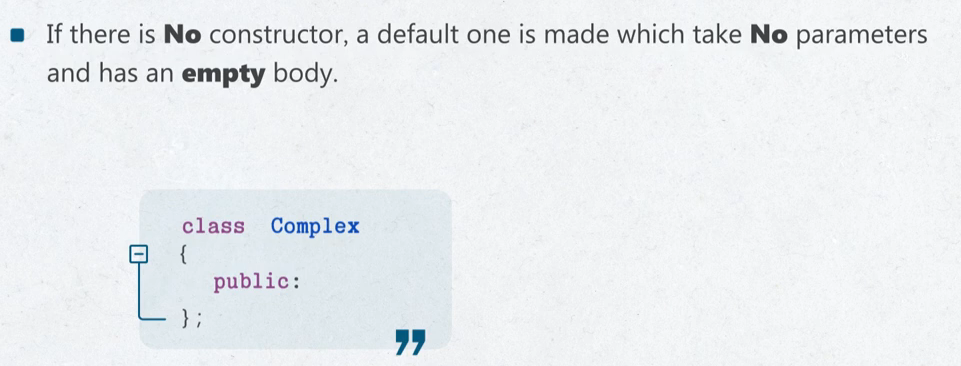 If there is No constructor, a default one is made which take No parameters
and has an empty body.
class Complex
{
public:
};